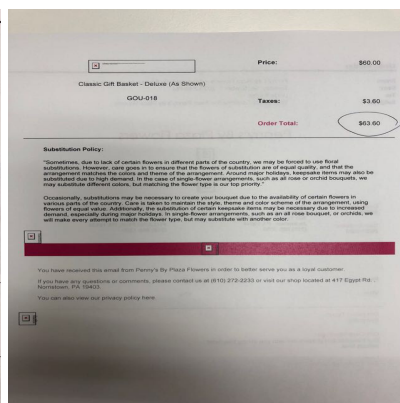 Price: $60.00
Classic Gift Basket - Deluxe (As Shown)
GOU-018
Taxes: $3.60
Order Total: $63.60
Substitution Policy:
"Sometimes, due to lack of certain flowers in different parts of the country, we may be forced to use floral
substitutions. However, care goes in to ensure that the flowers of substitution are of equal quality, and that the
arrangement matches the colors and theme of the arrangement. Around major holidays, keepsake items may also be
substituted due to high demand. In the case of single-flower arrangements, such as all rose or orchid bouquets, we
may substitute different colors, but matching the flower type is our top priority."
Occasionally, substitutions may be necessary to create your bouquet due to the availability of certain flowers in
various parts of the country. Care is taken to maintain the style, theme and color scheme of the arrangement, using
flowers of equal value. Additionally, the substitution of certain keepsake items may be necessary due to increased
demand, especially during major holidays. In single-flower arrangements, such as an all rose bouquet, or orchids, we
will make every attempt to match the flower type, but may substitute with another color.
You have received this email from Penny's By Plaza Flowers in order to better serve you as a loyal customer.
If you have any questions or comments, please contact us at (610) 272-2233 or visit our shop located at 417 Egypt Rd. :
Norristown, PA 19403.
You can also view our privacy policy here.